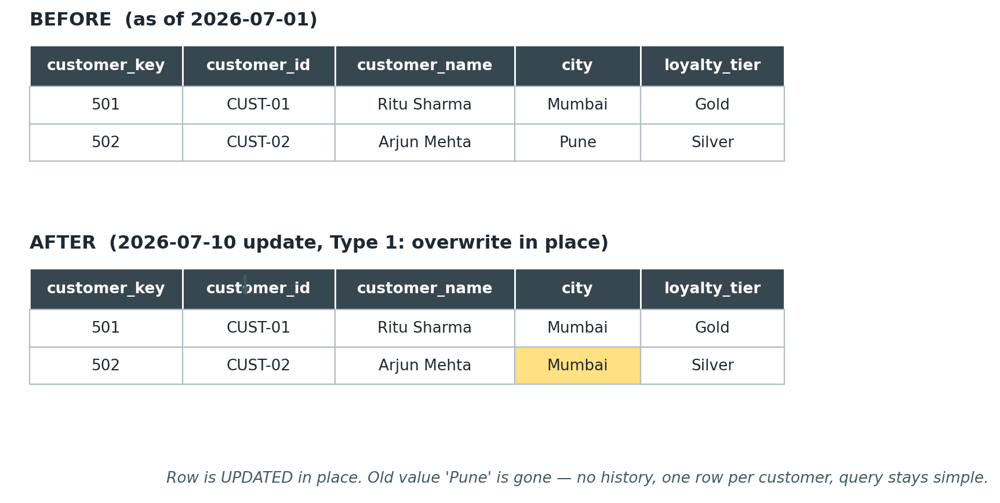 BEFORE (as of 2026-07-01)
customer_key customer_id customer_name city loyalty_tier
501 CUST-01 Ritu Sharma Mumbai Gold
502 CUST-02 Arjun Mehta Pune Silver
AFTER (2026-07-10 update, Type 1: overwrite in place)
customer_key customer_id customer_name city loyalty_tier
501 CUST-01 Ritu Sharma Mumbai Gold
502 CUST-02 Arjun Mehta Mumbai Silver
Row is UPDATED in place. Old value 'Pune' is gone — no history, one row per customer, query stays simple.